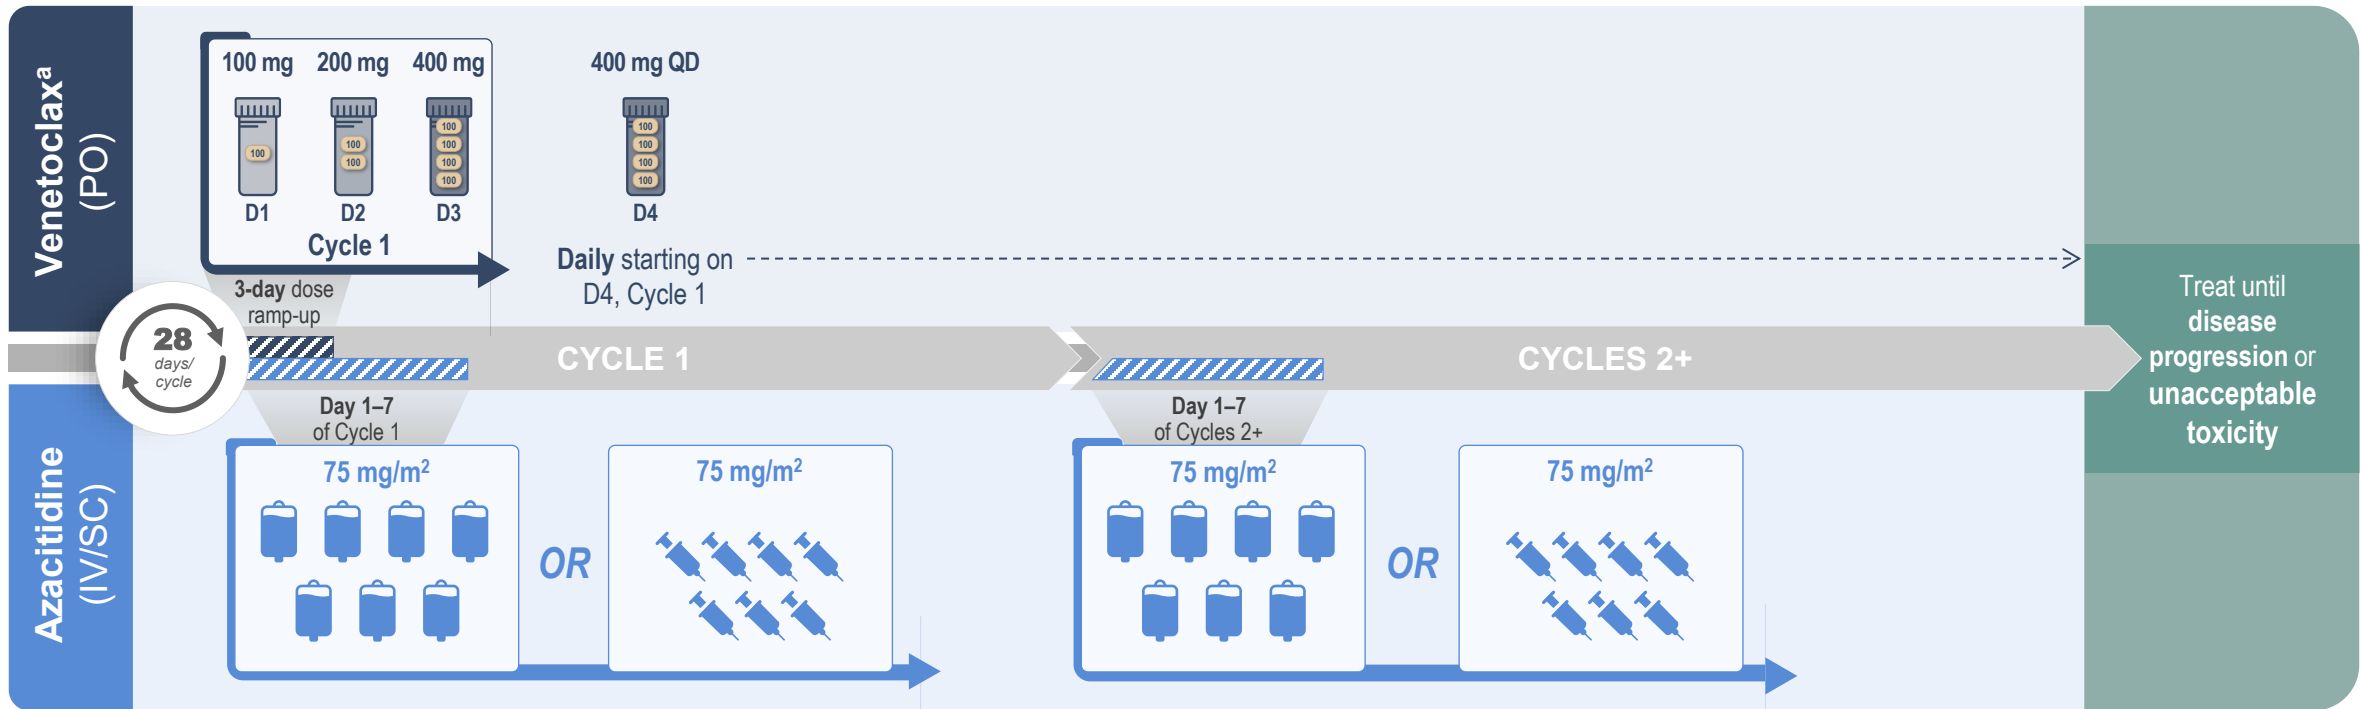 Venetoclaxᵃ
(PO)
100 mg 200 mg 400 mg
100
100
100
100
100
100
100
D1 D2 D3
Cycle 1
400 mg QD
100
100
100
100
D4
Daily starting on
D4, Cycle 1
3-day dose
ramp-up
28
days/
cycle
CYCLE 1
CYCLES 2+
Treat until
disease
progression or
unacceptable
toxicity
Azacitidine
(IV/SC)
Day 1–7
of Cycle 1
75 mg/m²
OR
75 mg/m²
Day 1–7
of Cycles 2+
75 mg/m²
OR
75 mg/m²